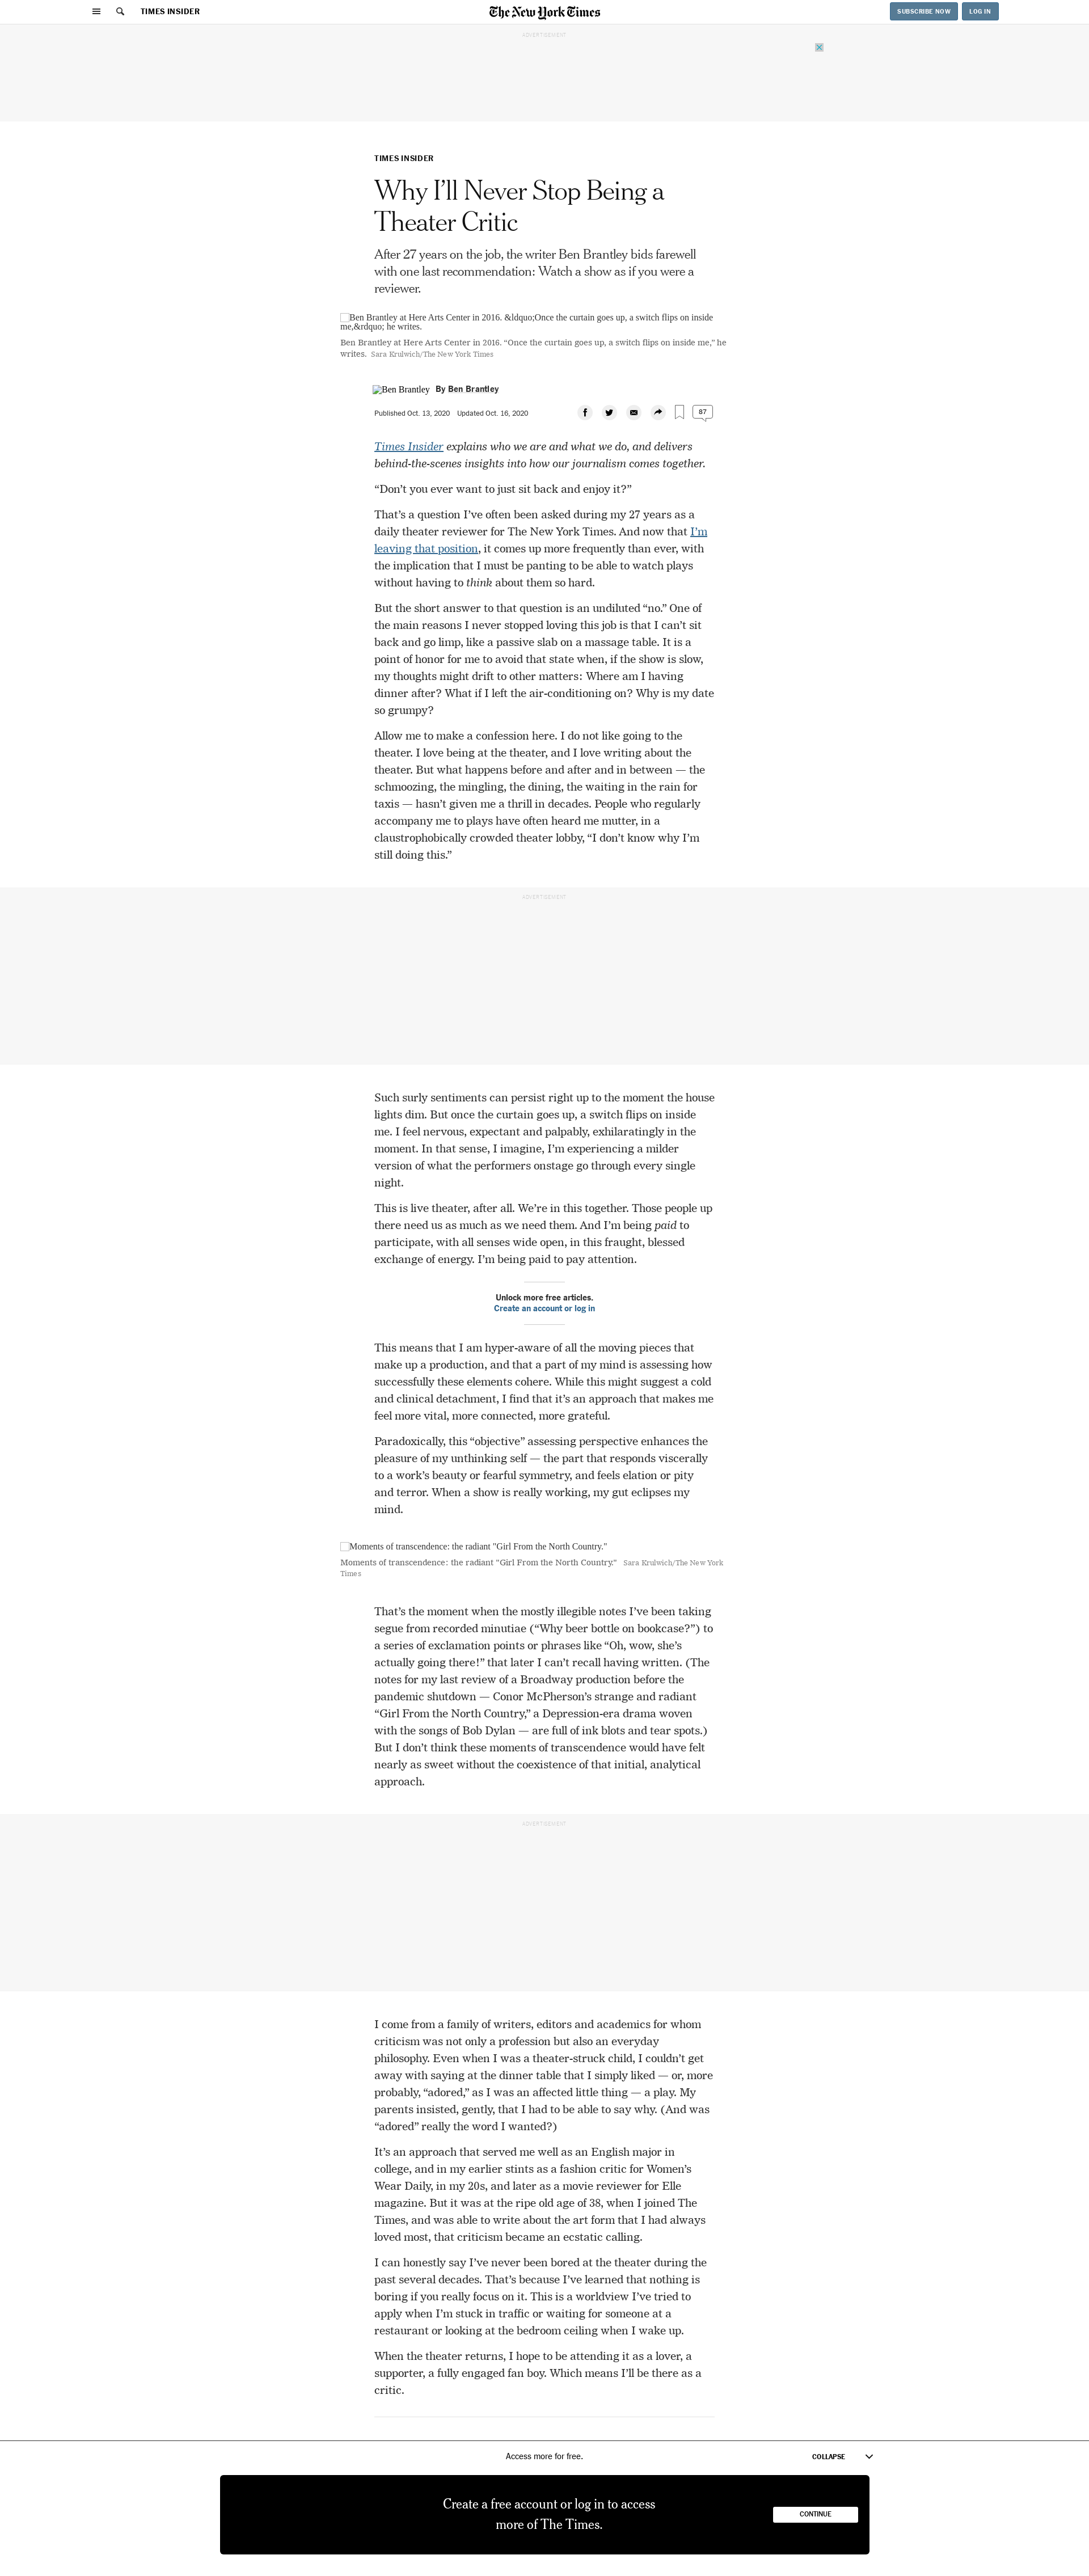 TIMES INSIDER
The New York Times
SUBSCRIBE NOW
LOG IN
ADVERTISEMENT
TIMES INSIDER
Why I’ll Never Stop Being a
Theater Critic
After 27 years on the job, the writer Ben Brantley bids farewell
with one last recommendation: Watch a show as if you were a
reviewer.
Ben Brantley at Here Arts Center in 2016. &ldquo;Once the curtain goes up, a switch flips on inside
me,&rdquo; he writes.
Ben Brantley at Here Arts Center in 2016. “Once the curtain goes up, a switch flips on inside me,” he
writes. Sara Krulwich/The New York Times
Ben Brantley By Ben Brantley
Published Oct. 13, 2020 Updated Oct. 16, 2020
87
Times Insider explains who we are and what we do, and delivers
behind-the-scenes insights into how our journalism comes together.
“Don’t you ever want to just sit back and enjoy it?”
That’s a question I’ve often been asked during my 27 years as a
daily theater reviewer for The New York Times. And now that I’m
leaving that position, it comes up more frequently than ever, with
the implication that I must be panting to be able to watch plays
without having to think about them so hard.
But the short answer to that question is an undiluted “no.” One of
the main reasons I never stopped loving this job is that I can’t sit
back and go limp, like a passive slab on a massage table. It is a
point of honor for me to avoid that state when, if the show is slow,
my thoughts might drift to other matters: Where am I having
dinner after? What if I left the air-conditioning on? Why is my date
so grumpy?
Allow me to make a confession here. I do not like going to the
theater. I love being at the theater, and I love writing about the
theater. But what happens before and after and in between — the
schmoozing, the mingling, the dining, the waiting in the rain for
taxis — hasn’t given me a thrill in decades. People who regularly
accompany me to plays have often heard me mutter, in a
claustrophobically crowded theater lobby, “I don’t know why I’m
still doing this.”
ADVERTISEMENT
Such surly sentiments can persist right up to the moment the house
lights dim. But once the curtain goes up, a switch flips on inside
me. I feel nervous, expectant and palpably, exhilaratingly in the
moment. In that sense, I imagine, I’m experiencing a milder
version of what the performers onstage go through every single
night.
This is live theater, after all. We’re in this together. Those people up
there need us as much as we need them. And I’m being paid to
participate, with all senses wide open, in this fraught, blessed
exchange of energy. I’m being paid to pay attention.
Unlock more free articles.
Create an account or log in
This means that I am hyper-aware of all the moving pieces that
make up a production, and that a part of my mind is assessing how
successfully these elements cohere. While this might suggest a cold
and clinical detachment, I find that it’s an approach that makes me
feel more vital, more connected, more grateful.
Paradoxically, this “objective” assessing perspective enhances the
pleasure of my unthinking self — the part that responds viscerally
to a work’s beauty or fearful symmetry, and feels elation or pity
and terror. When a show is really working, my gut eclipses my
mind.
Moments of transcendence: the radiant "Girl From the North Country."
Moments of transcendence: the radiant "Girl From the North Country." Sara Krulwich/The New York
Times
That’s the moment when the mostly illegible notes I’ve been taking
segue from recorded minutiae (“Why beer bottle on bookcase?”) to
a series of exclamation points or phrases like “Oh, wow, she’s
actually going there!” that later I can’t recall having written. (The
notes for my last review of a Broadway production before the
pandemic shutdown — Conor McPherson’s strange and radiant
“Girl From the North Country,” a Depression-era drama woven
with the songs of Bob Dylan — are full of ink blots and tear spots.)
But I don’t think these moments of transcendence would have felt
nearly as sweet without the coexistence of that initial, analytical
approach.
ADVERTISEMENT
I come from a family of writers, editors and academics for whom
criticism was not only a profession but also an everyday
philosophy. Even when I was a theater-struck child, I couldn’t get
away with saying at the dinner table that I simply liked — or, more
probably, “adored,” as I was an affected little thing — a play. My
parents insisted, gently, that I had to be able to say why. (And was
“adored” really the word I wanted?)
It’s an approach that served me well as an English major in
college, and in my earlier stints as a fashion critic for Women’s
Wear Daily, in my 20s, and later as a movie reviewer for Elle
magazine. But it was at the ripe old age of 38, when I joined The
Times, and was able to write about the art form that I had always
loved most, that criticism became an ecstatic calling.
I can honestly say I’ve never been bored at the theater during the
past several decades. That’s because I’ve learned that nothing is
boring if you really focus on it. This is a worldview I’ve tried to
apply when I’m stuck in traffic or waiting for someone at a
restaurant or looking at the bedroom ceiling when I wake up.
When the theater returns, I hope to be attending it as a lover, a
supporter, a fully engaged fan boy. Which means I’ll be there as a
critic.
Access more for free.
COLLAPSE
Create a free account or log in to access
more of The Times.
CONTINUE